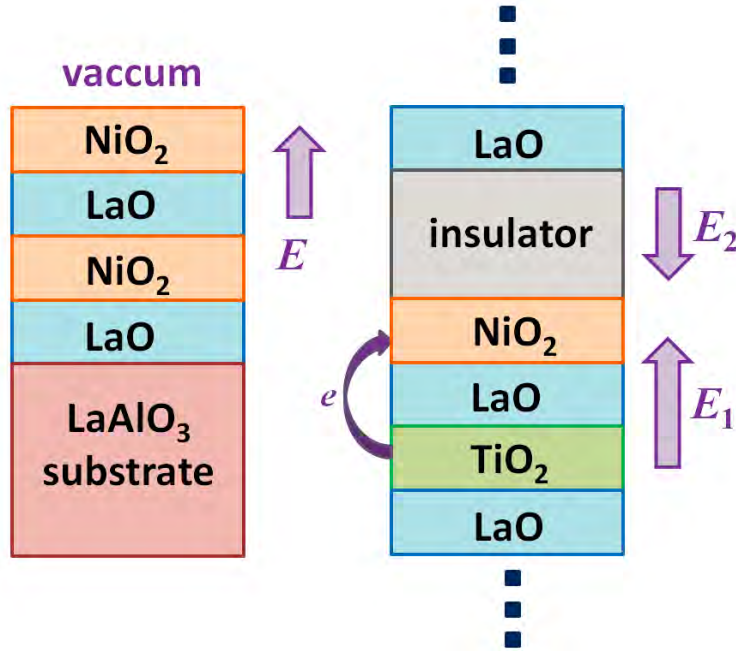 vaccum
NiO₂
LaO
NiO₂
LaO
LaAlO₃
substrate
E
LaO
insulator
NiO₂
LaO
TiO₂
LaO
e
E₂
E₁